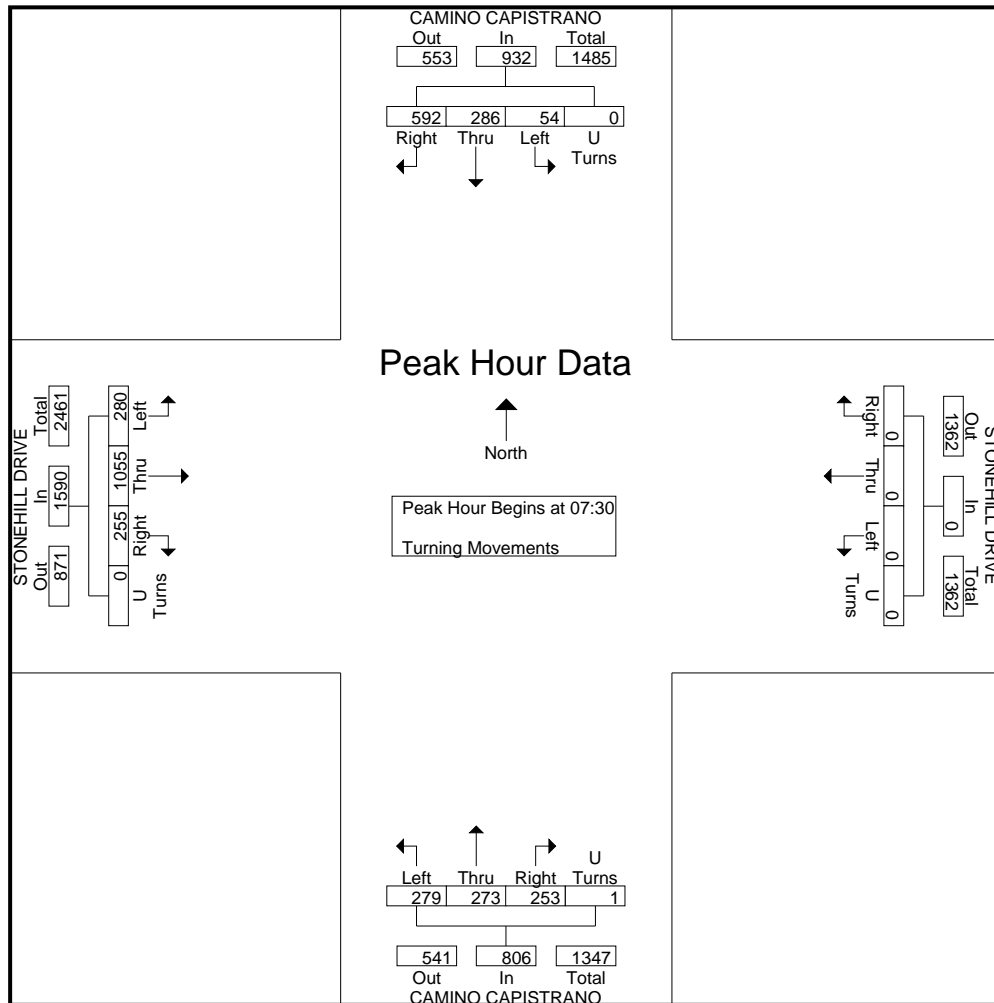 CAMINO CAPISTRANO
Out In Total
553 932 1485
592 286 54 0
Right Thru Left U
Turns
Peak Hour Data
North
Peak Hour Begins at 07:30
Turning Movements
STONEHILL DRIVE
Out In Total
871 1590 2461
Left Thru Right U
Turns
280 1055 255 0
STONEHILL DRIVE
Out In Total
1362 0 1362
0 0 0 0
Right Thru Left U
Turns
U
Left Thru Right Turns
279 273 253 1
541 806 1347
Out In Total
CAMINO CAPISTRANO